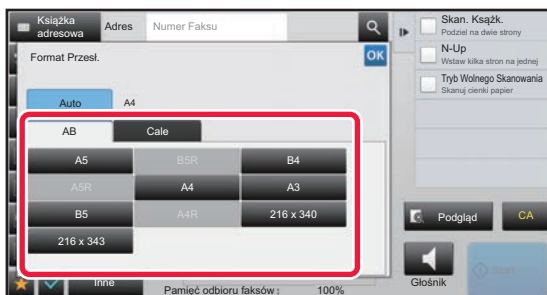 Książka adresowa
Adres
Numer Faksu
Skan. Ksążk.
Podziel na dwie strony
N-Up
Wstaw kilka stron na jednej
Tryb Wolnego Skanowania
Skanuj cienki papier
Format Przesł.
OK
Auto
A4
AB
Cale
A5
B5R
B4
A5R
A4
A3
B5
A4R
216 x 340
216 x 343
Podgląd
CA
Inne
Pamięć odbioru faksów :
100%
Głośnik
Start